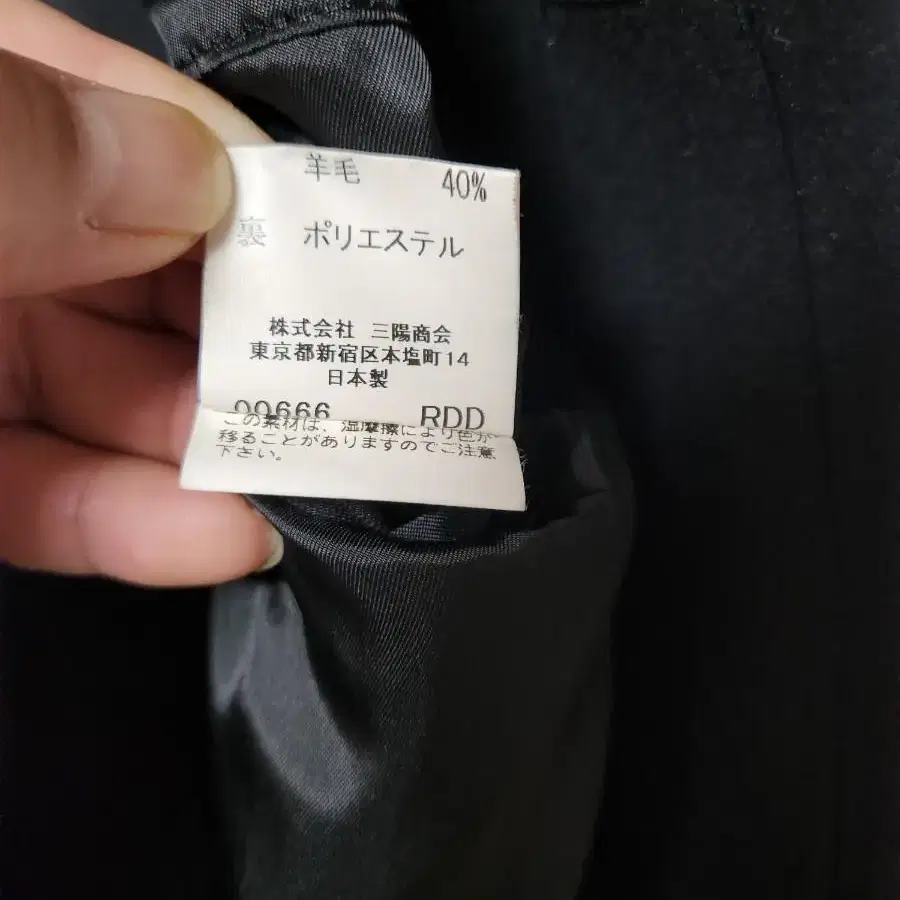 羊毛 40%
裏 ポリエステル
株式会社 三陽商会
東京都新宿区本塩町14
日本製
00666 RDD
この素材は、湿摩擦により色が
移ることがありますのでご注意
下さい。